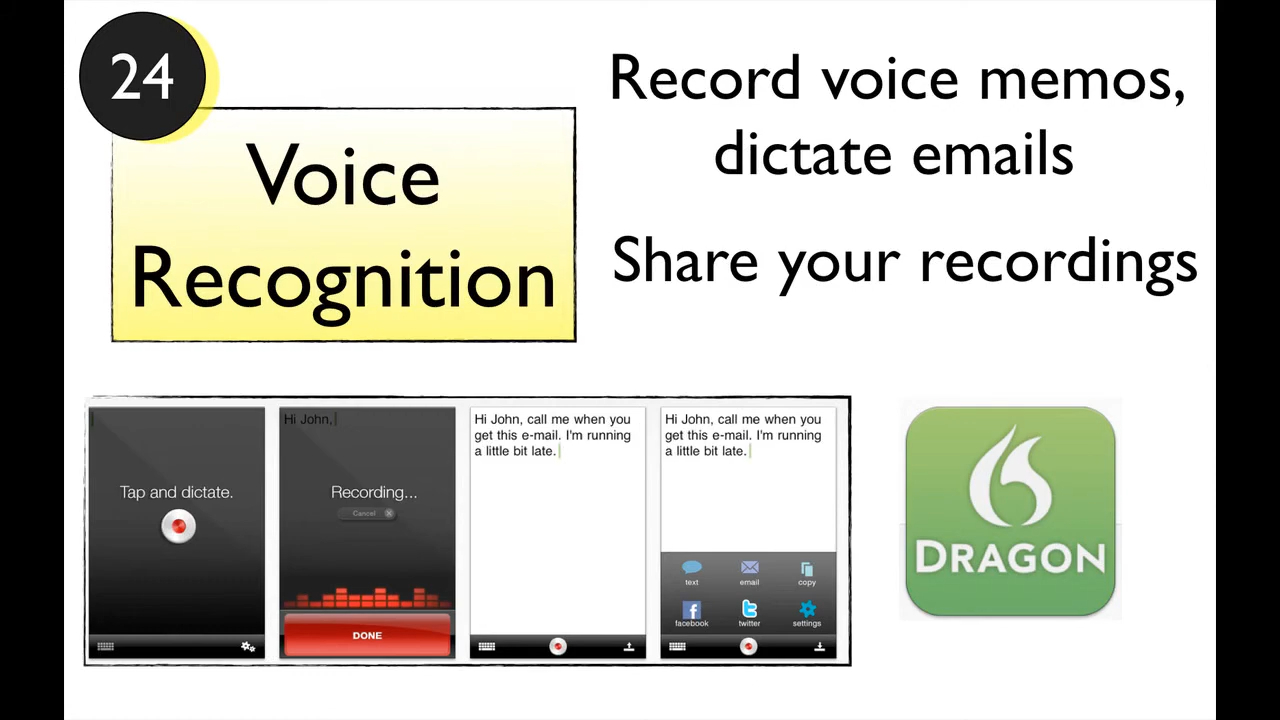 24
Voice
Recognition
Record voice memos,
dictate emails
Share your recordings
Tap and dictate.
Hi John,
Recording...
Cancel
DONE
Hi John, call me when you
get this e-mail. I'm running
a little bit late.
Hi John, call me when you
get this e-mail. I'm running
a little bit late.
text email copy
facebook twitter settings
DRAGON